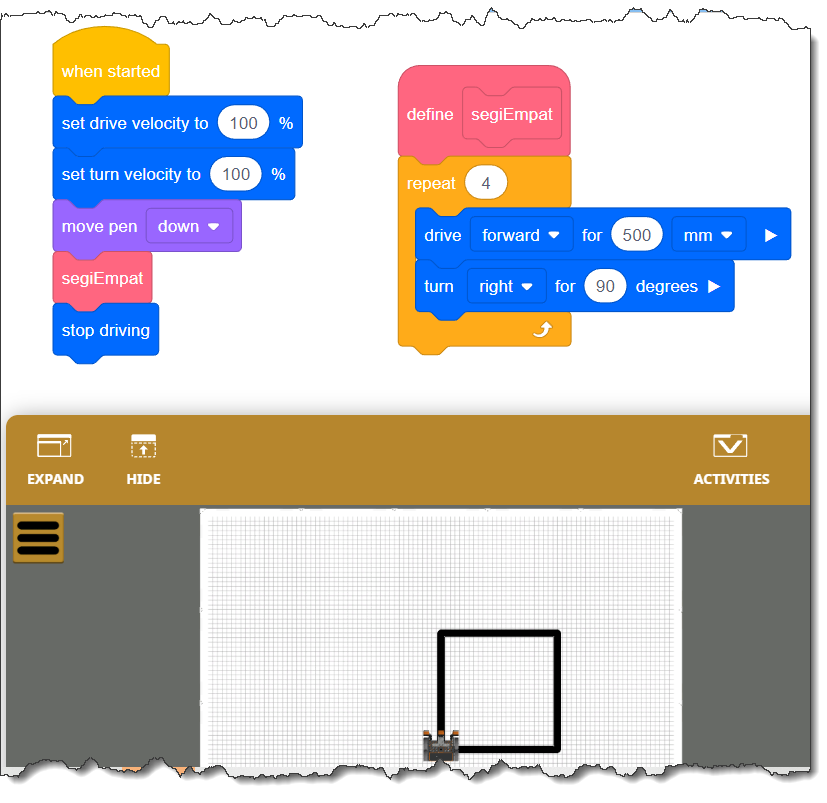 when started
set drive velocity to 100 %
set turn velocity to 100 %
move pen down
segiEmpat
stop driving
define segiEmpat
repeat 4
drive forward for 500 mm
turn right for 90 degrees
EXPAND
HIDE
ACTIVITIES